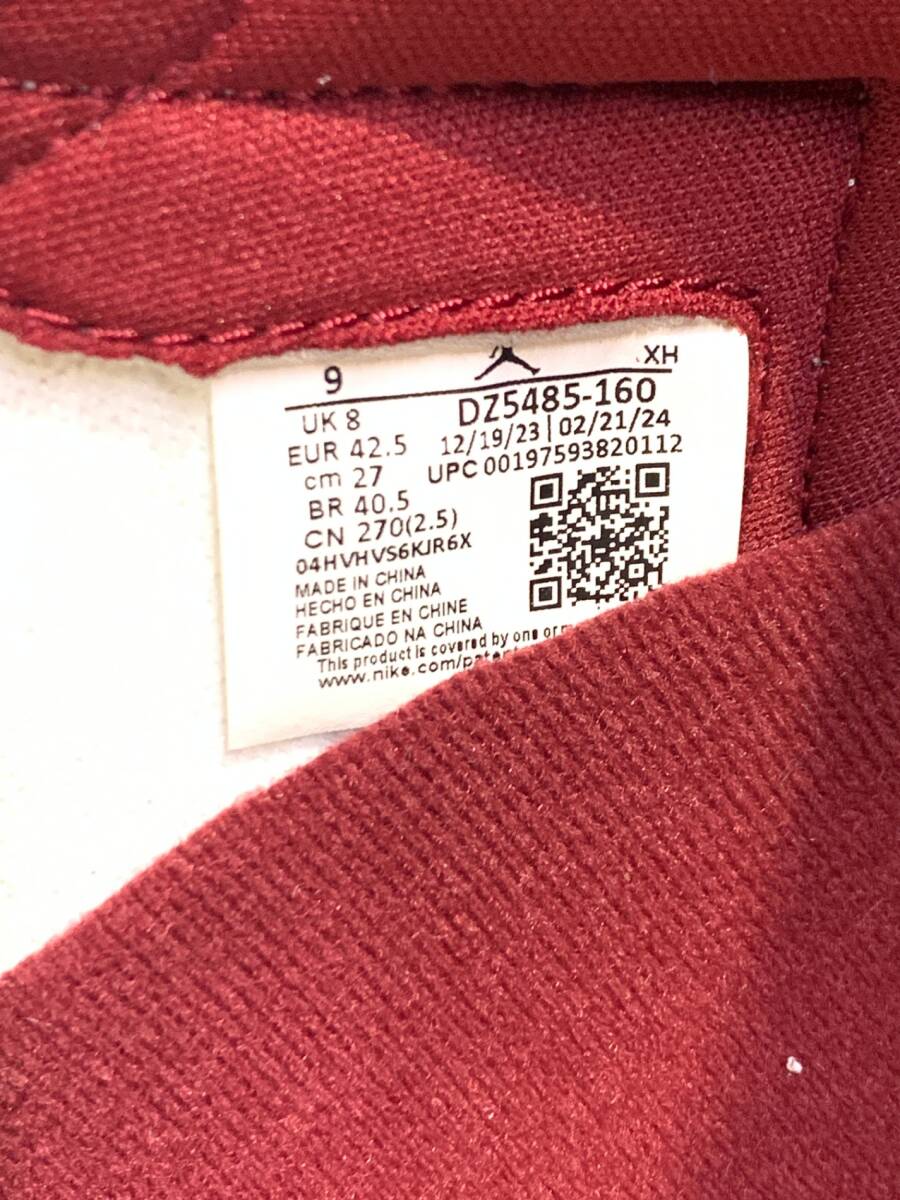 9
XH
UK 8
DZ5485-160
EUR 42.5
12/19/23 | 02/21/24
cm 27
UPC 00197593820112
BR 40.5
CN 270(2.5)
04HVHVS6KJR6X
MADE IN CHINA
HECHO EN CHINA
FABRIQUE EN CHINE
FABRICADO NA CHINA
This product is covered by one or
www.nike.com/patent